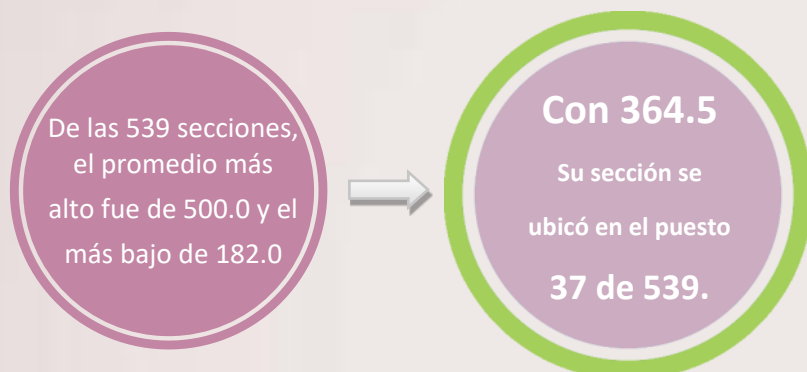 De las 539 secciones,
el promedio más
alto fue de 500.0 y el
más bajo de 182.0
Con 364.5
Su sección se
ubicó en el puesto
37 de 539.